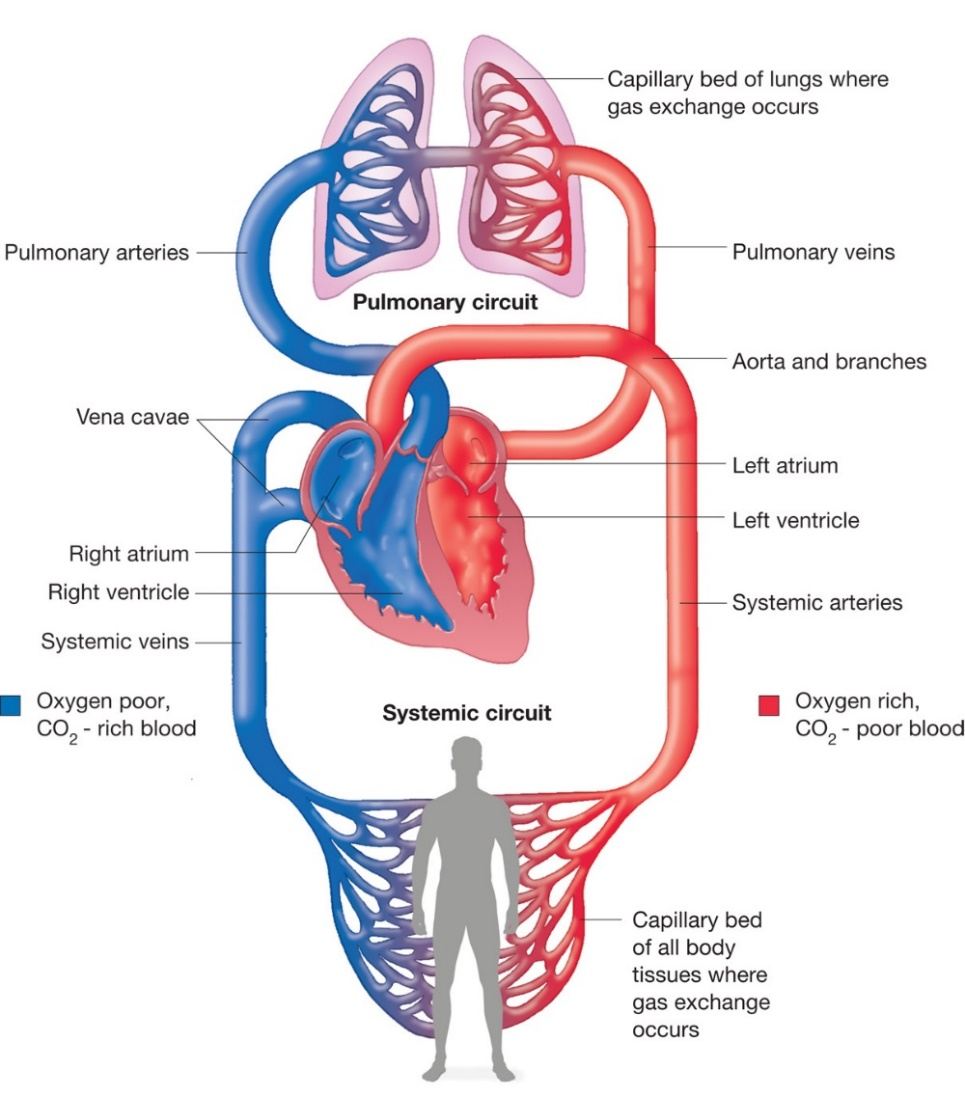 Capillary bed of lungs where
gas exchange occurs
Pulmonary arteries
Pulmonary veins
Pulmonary circuit
Aorta and branches
Vena cavae
Left atrium
Left ventricle
Right atrium
Right ventricle
Systemic arteries
Systemic veins
Oxygen poor,
CO2 - rich blood
Oxygen rich,
CO2 - poor blood
Systemic circuit
Capillary bed
of all body
tissues where
gas exchange
occurs